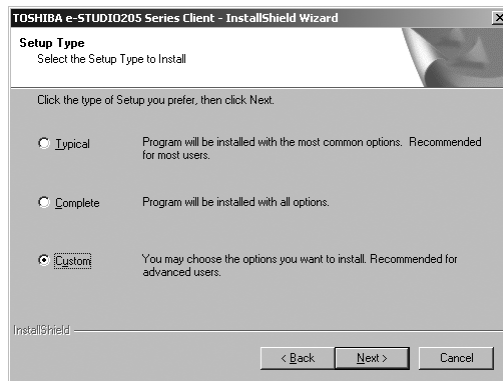 TOSHIBA e-STUDIO205 Series Client - InstallShield Wizard
Setup Type
Select the Setup Type to Install
Click the type of Setup you prefer, then click Next.
Typical
Program will be installed with the most common options. Recommended
for most users.
Complete
Program will be installed with all options.
Custom
You may choose the options you want to install. Recommended for
advanced users.
InstallShield
< Back
Next >
Cancel